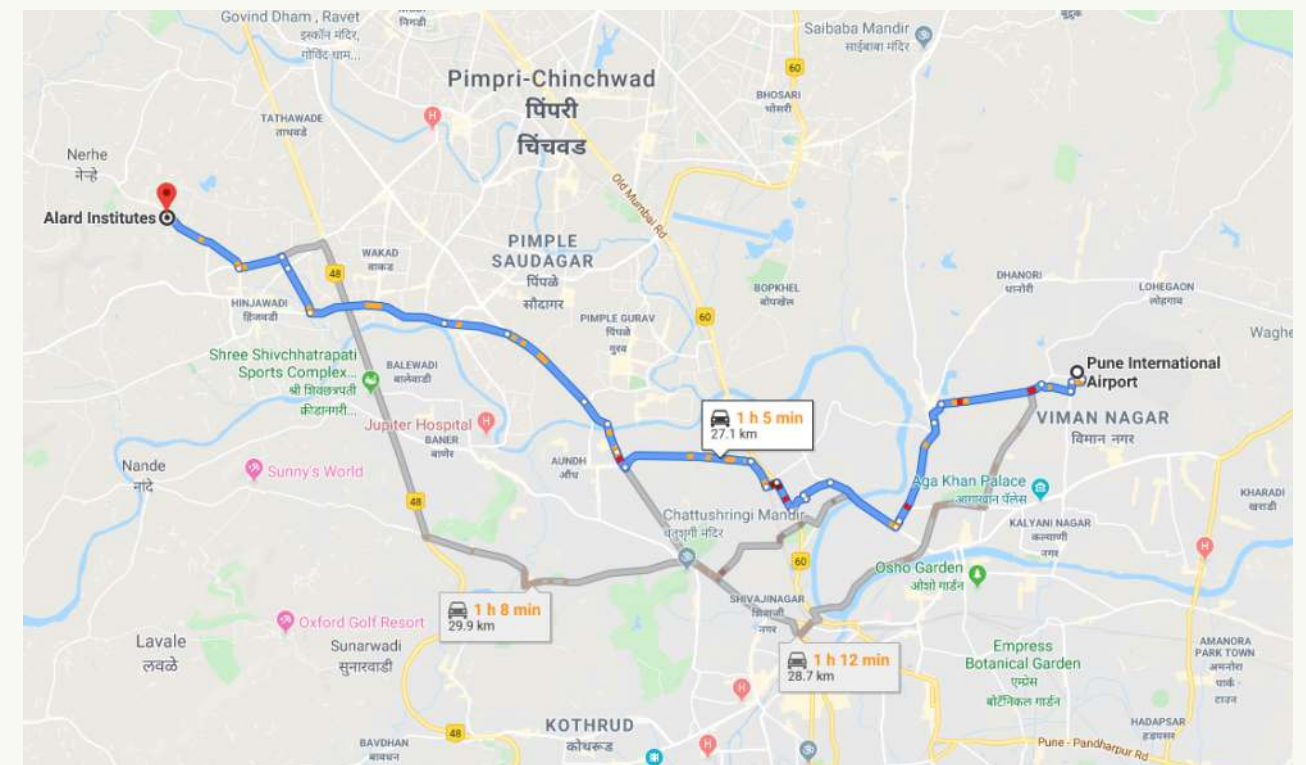 Govind Dham , Ravet
इस्कॉन मंदिर,
गोविंद धाम...
निगडी
Saibaba Mandir
साईबाबा मंदिर
60
Pimpri-Chinchwad
पिंपरी
चिंचवड
BHOSARI
भोसरी
TATHAWADE
ताथवडे
H
Nerhe
नेऱ्हे
Old Mumbai Rd
Alard Institutes
PIMPLE
SAUDAGAR
पिंपळे
सौदागर
WAKAD
वाकड
48
DHANORI
धानोरी
LOHEGAON
लोहगाव
BOPKHEL
बोपखेल
HINJAWADI
हिंजवडी
PIMPLE GURAV
पिंपळे
गुरव
60
Waghe
Shree Shivchhatrapati
Sports Complex...
श्री शिवछत्रपती
क्रीडानगरी...
BALEWADI
बालेवाडी
Pune International
Airport
1 h 5 min
27.1 km
VIMAN NAGAR
विमान नगर
Jupiter Hospital
H
BANER
बाणेर
AUNDH
औंध
Nande
नांदे
Sunny's World
Aga Khan Palace
आगाखान पॅलेस
KHARADI
खराडी
48
Chattushringi Mandir
चतुःशृंगी मंदिर
KALYANI NAGAR
कल्याणी
नगर
H
60
Osho Garden
ओशो गार्डन
1 h 8 min
29.9 km
SHIVAJINAGAR
शिवाजी
नगर
Oxford Golf Resort
Lavale
लवळे
Sunarwadi
सुनारवाडी
1 h 12 min
28.7 km
Empress
Botanical Garden
एम्प्रेस
बोटॅनिकल गार्डन
AMANORA
PARK TOWN
अमनोरा
पार्क -
टाउन
H
KOTHRUD
कोथरूड
48
BAVDHAN
बावधन
H
HADAPSAR
हडपसर
Pune - Pandharpur Rd